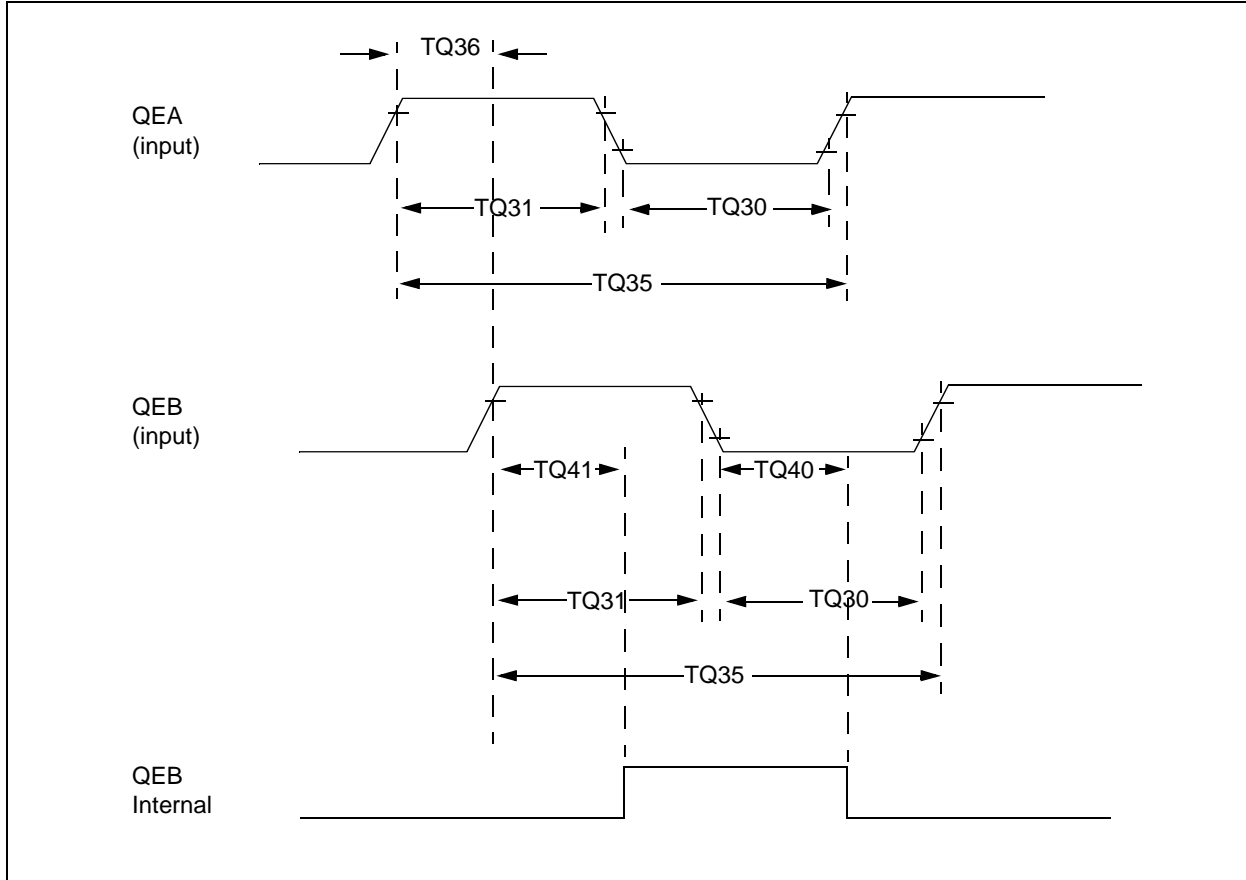 TQ36
QEA
(input)
TQ31
TQ30
TQ35
QEB
(input)
TQ41
TQ40
TQ31
TQ30
TQ35
QEB
Internal